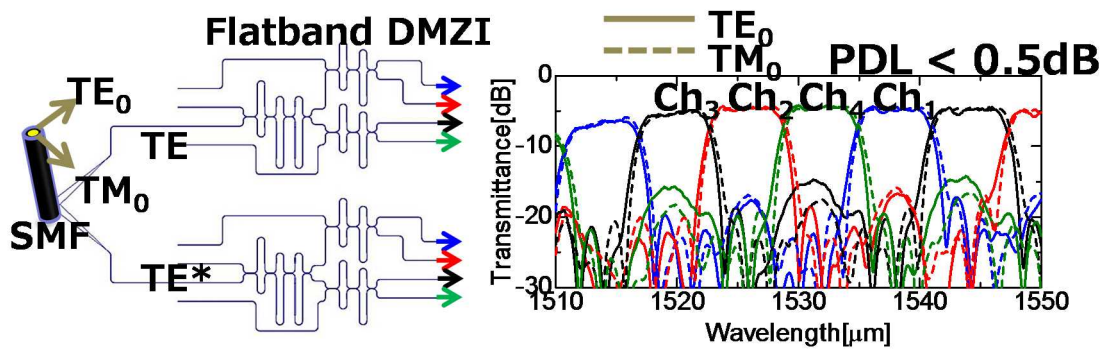 Flatband DMZI
TE₀
TE
TM₀
SMF
TE*
TE₀
TM₀
PDL < 0.5dB
Ch₃ Ch₂ Ch₄ Ch₁
Transmittance[dB]
0
−10
−20
−30
1510 1520 1530 1540 1550
Wavelength[μm]